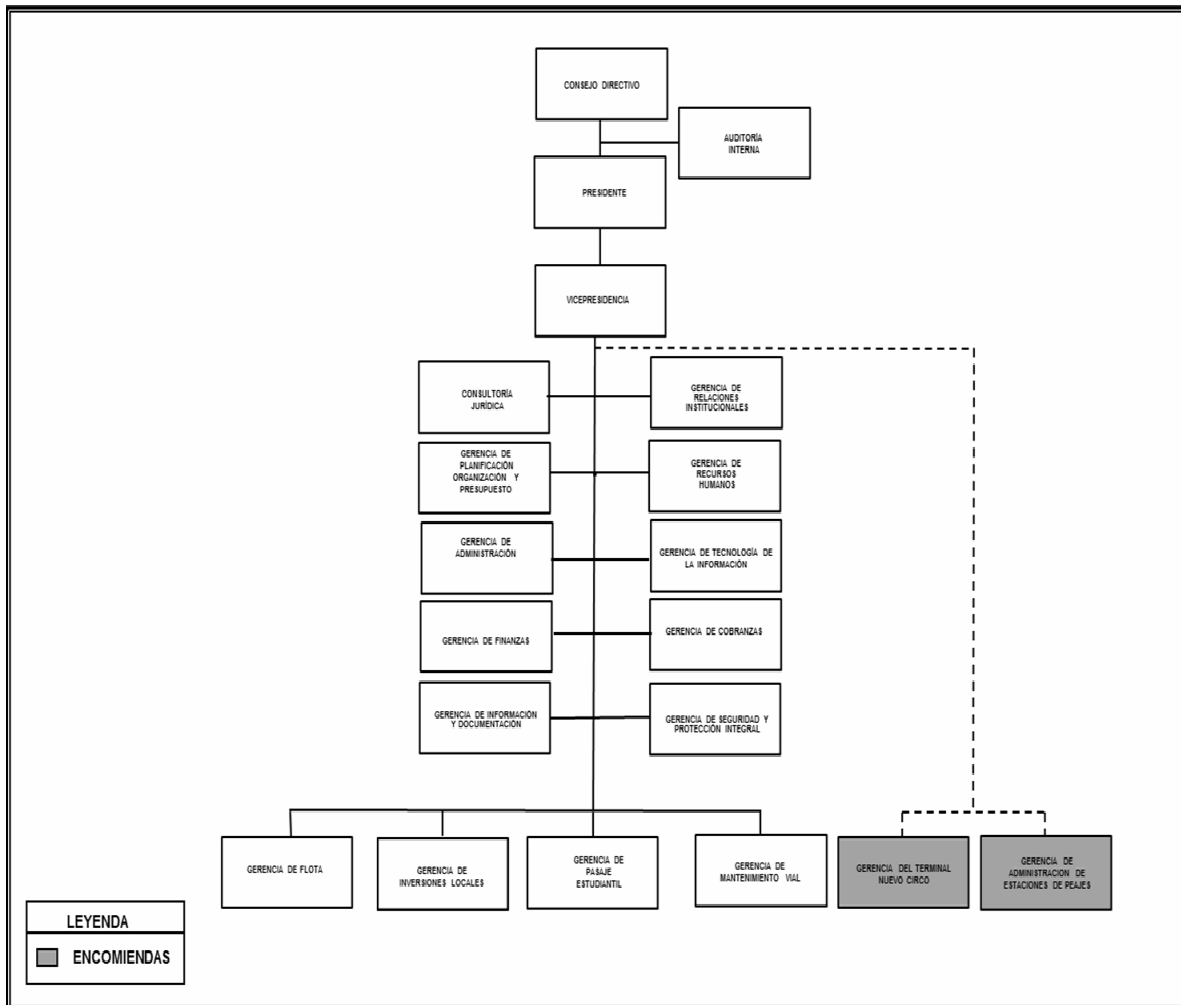 CONSEJO DIRECTIVO
AUDITORÍA
INTERNA
PRESIDENTE
VICEPRESIDENCIA
CONSULTORÍA
JURÍDICA
GERENCIA DE
RELACIONES
INSTITUCIONALES
GERENCIA DE
PLANIFICACIÓN
ORGANIZACIÓN Y
PRESUPUESTO
GERENCIA DE
RECURSOS
HUMANOS
GERENCIA DE
ADMINISTRACIÓN
GERENCIA DE TECNOLOGÍA DE
LA INFORMACIÓN
GERENCIA DE FINANZAS
GERENCIA DE COBRANZAS
GERENCIA DE INFORMACIÓN
Y DOCUMENTACIÓN
GERENCIA DE SEGURIDAD Y
PROTECCIÓN INTEGRAL
GERENCIA DE FLOTA
GERENCIA DE
INVERSIONES LOCALES
GERENCIA DE
PASAJE
ESTUDIANTIL
GERENCIA DE
MANTENIMIENTO VIAL
GERENCIA DEL TERMINAL
NUEVO CIRCO
GERENCIA DE
ADMINISTRACION DE
ESTACIONES DE PEAJES
LEYENDA
ENCOMIENDAS